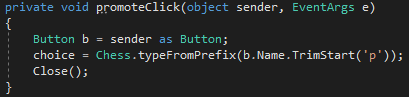 private void promoteClick(object sender, EventArgs e)
{
    Button b = sender as Button;
    choice = Chess.typeFromPrefix(b.Name.TrimStart('p'));
    Close();
}